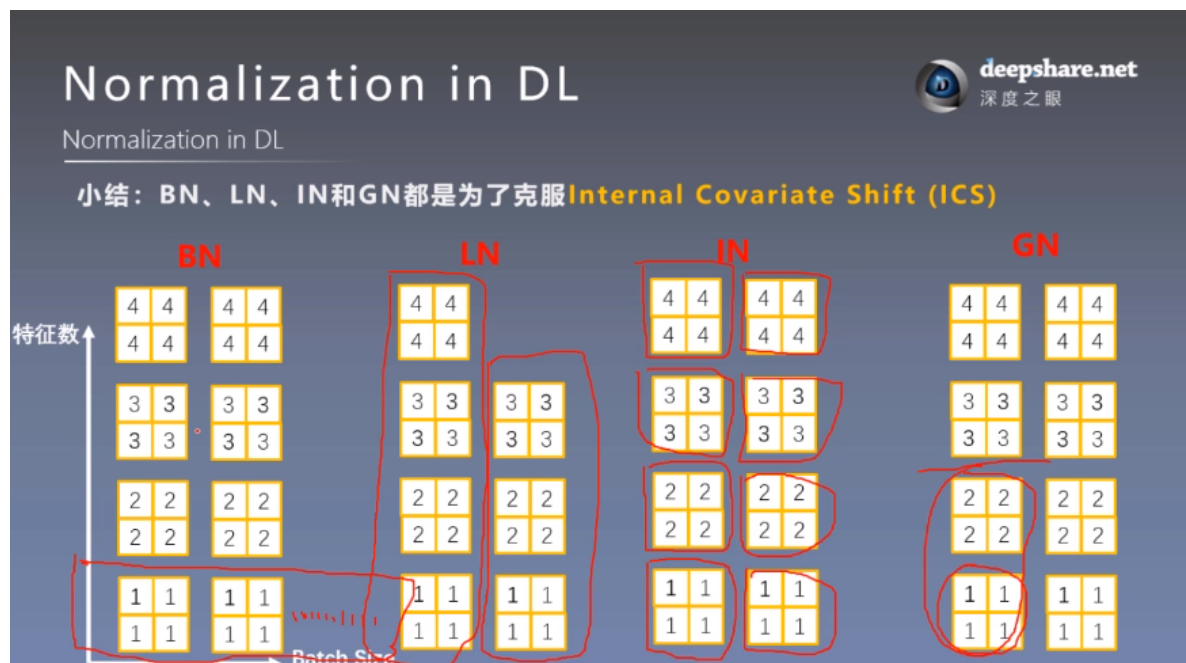 Normalization in DL
deepshare.net
深度之眼
Normalization in DL
小结：BN、LN、IN和GN都是为了克服Internal Covariate Shift (ICS)
BN LN IN GN
4 4 4 4 4 4 4 4 4 4 4 4 4 4
特征数 4 4 4 4 4 4 4 4 4 4 4 4 4 4
3 3 3 3 3 3 3 3 3 3 3 3 3 3 3 3
3 3 3 3 3 3 3 3 3 3 3 3 3 3 3 3
2 2 2 2 2 2 2 2 2 2 2 2 2 2 2 2
2 2 2 2 2 2 2 2 2 2 2 2 2 2 2 2
1 1 1 1 1 1 1 1 1 1 1 1 1 1 1 1
1 1 1 1 1 1 1 1 1 1 1 1 1 1 1 1
Batch Size